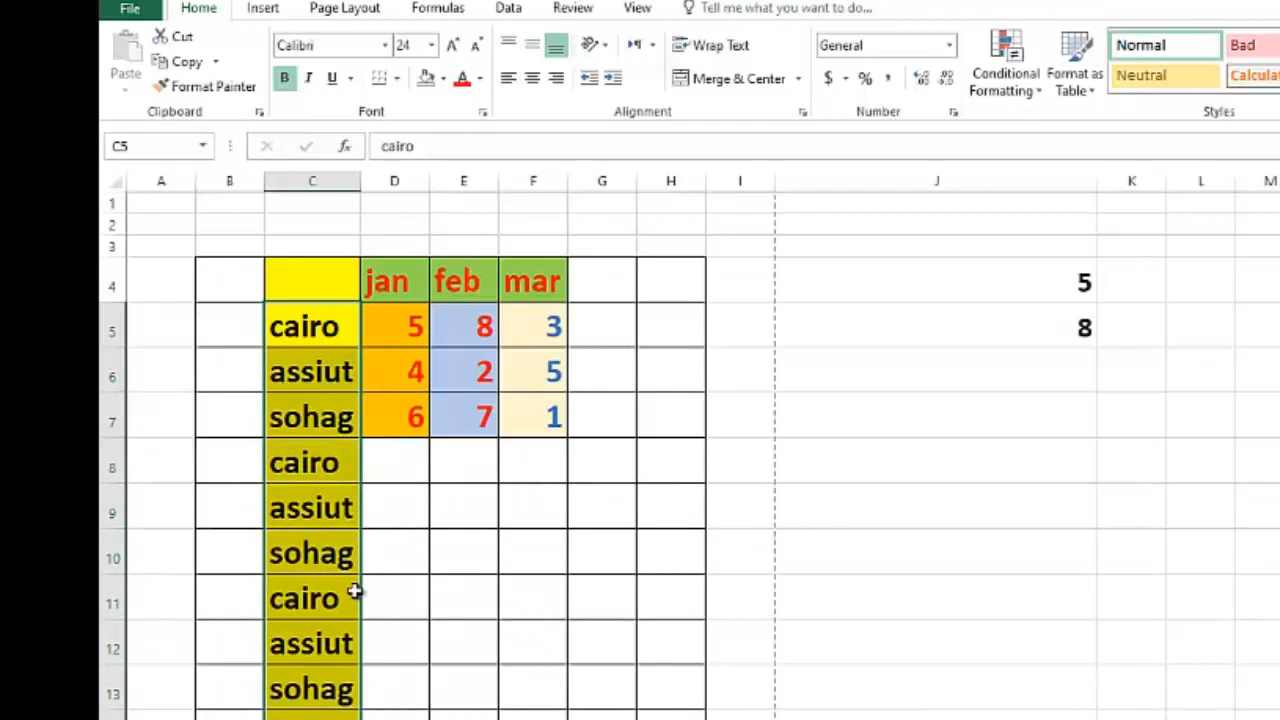 File Home Insert Page Layout Formulas Data Review View Tell me what you want to do...
Cut
Copy
Format Painter
Paste
Clipboard
Calibri 24 A A
B I U A
Font
Wrap Text
Merge & Center
Alignment
General
$ % ,
Number
Conditional Formatting
Format as Table
Normal Bad
Neutral
Styles
C5 fx cairo
A B C D E F G H I J K L M
1
2
3
4 jan feb mar 5
5 cairo 5 8 3 8
6 assiut 4 2 5
7 sohag 6 7 1
8 cairo
9 assiut
10 sohag
11 cairo
12 assiut
13 sohag